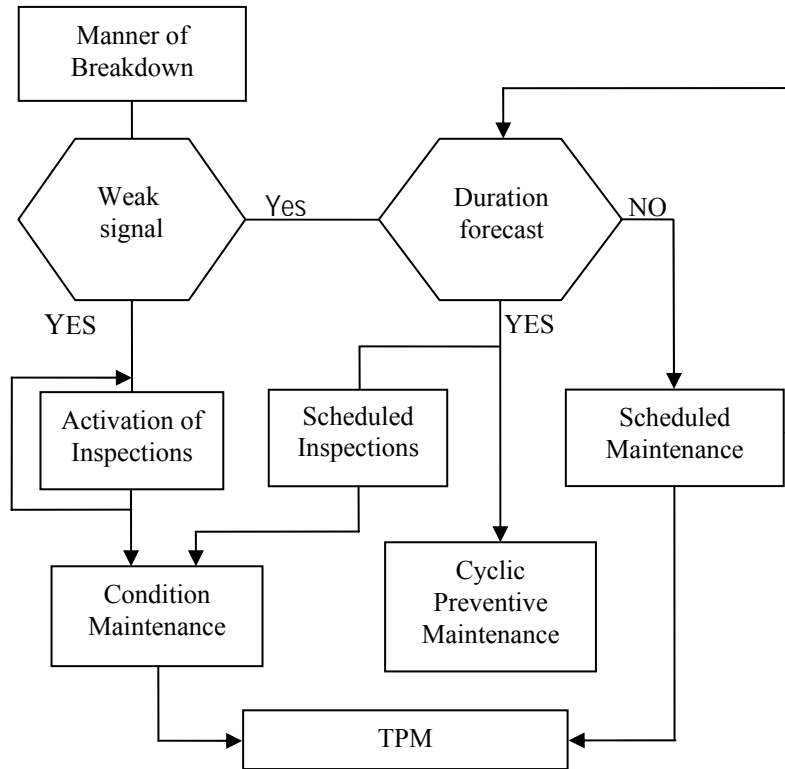 Manner of
Breakdown
Weak
signal
Yes
Duration
forecast
NO
YES
YES
Activation of
Inspections
Scheduled
Inspections
Scheduled
Maintenance
Condition
Maintenance
Cyclic
Preventive
Maintenance
TPM